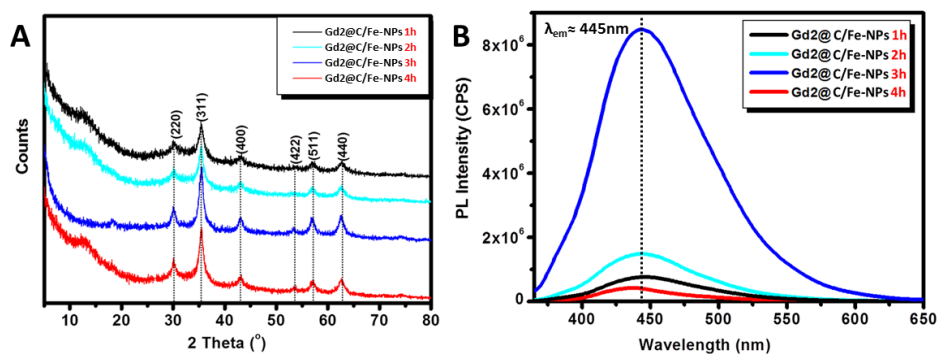 A
Gd2@C/Fe-NPs 1h
Gd2@C/Fe-NPs 2h
Gd2@C/Fe-NPs 3h
Gd2@C/Fe-NPs 4h
(220)
(311)
(400)
(422)
(511)
(440)
Counts
10 20 30 40 50 60 70 80
2 Theta (°)
B
λem≈ 445nm
Gd2@C/Fe-NPs 1h
Gd2@C/Fe-NPs 2h
Gd2@C/Fe-NPs 3h
Gd2@C/Fe-NPs 4h
8x10⁶
6x10⁶
4x10⁶
2x10⁶
0
PL Intensity (CPS)
400 450 500 550 600 650
Wavelength (nm)